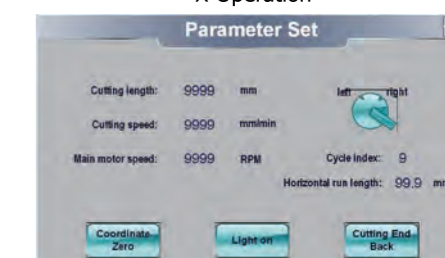 X Operation
Parameter Set
Cutting length: 9999 mm
left right
Cutting speed: 9999 mm/min
Main motor speed: 9999 RPM
Cycle index: 9
Horizontal run length: 99.9 mm
Coordinate Zero
Light on
Cutting End Back